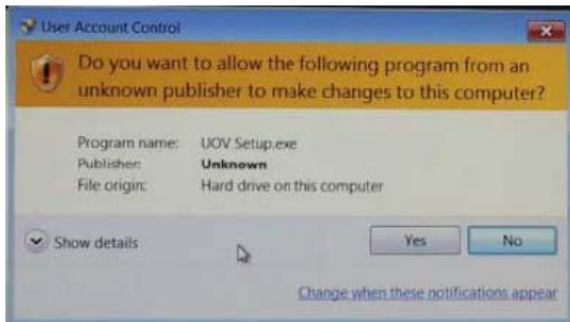 User Account Control
Do you want to allow the following program from an
unknown publisher to make changes to this computer?
Program name: UOV Setup.exe
Publisher: Unknown
File origin: Hard drive on this computer
Show details
Yes
No
Change when these notifications appear